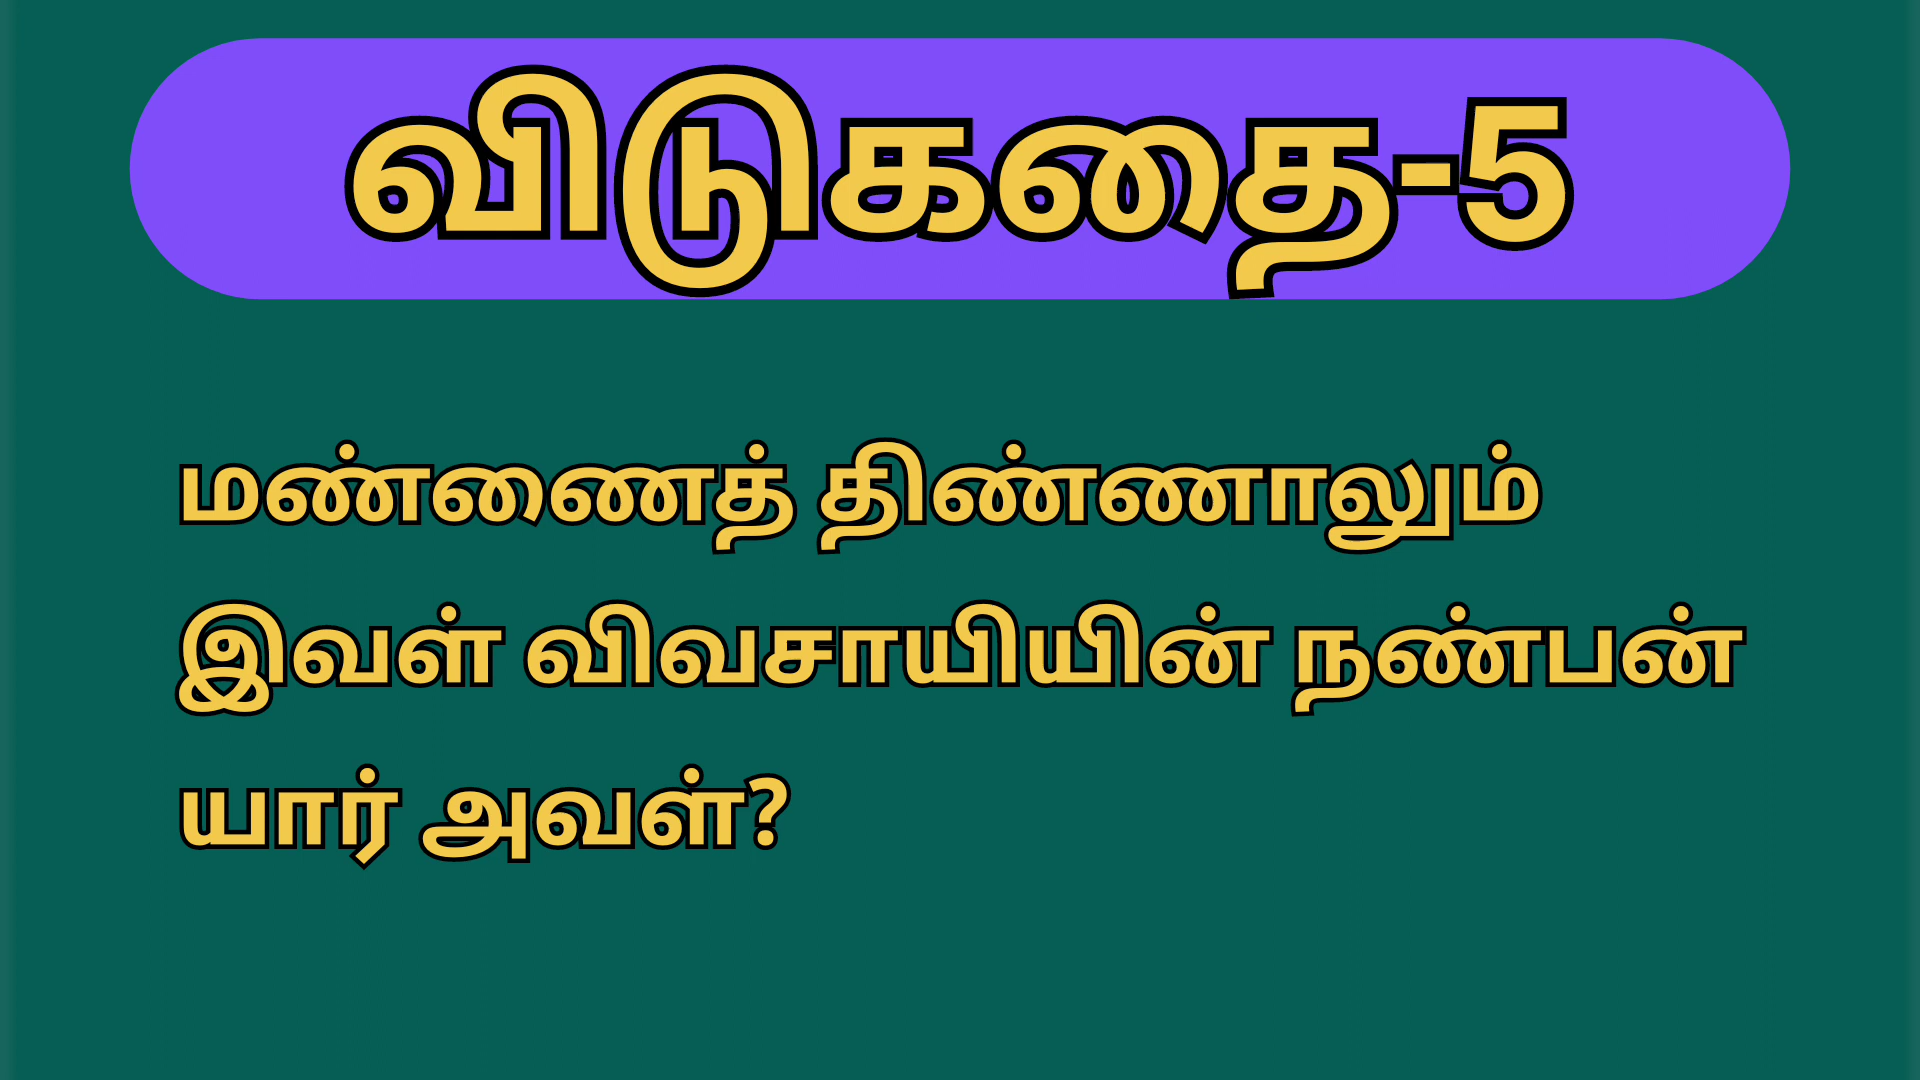 விடுகதை-5
மண்ணைத் திண்ணாலும்
இவள் விவசாயியின் நண்பன்
யார் அவள்?